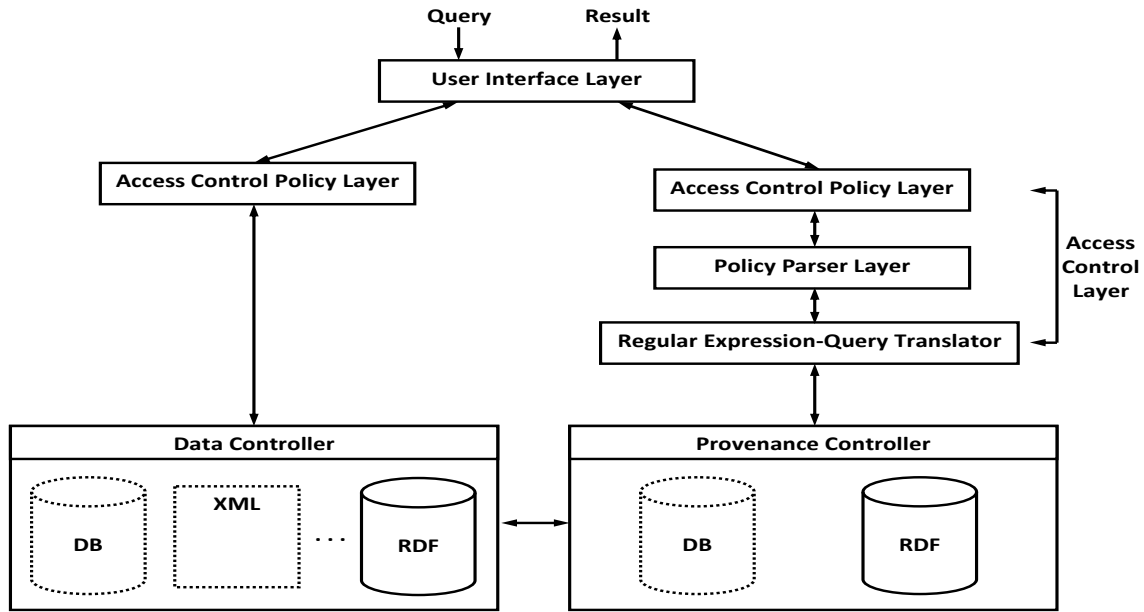 Query
Result
User Interface Layer
Access Control Policy Layer
Access Control Policy Layer
Policy Parser Layer
Access
Control
Layer
Regular Expression-Query Translator
Data Controller
Provenance Controller
DB
XML
...
RDF
DB
RDF